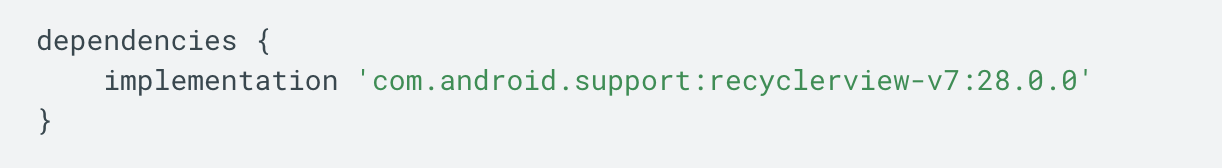 dependencies {
    implementation 'com.android.support:recyclerview-v7:28.0.0'
}